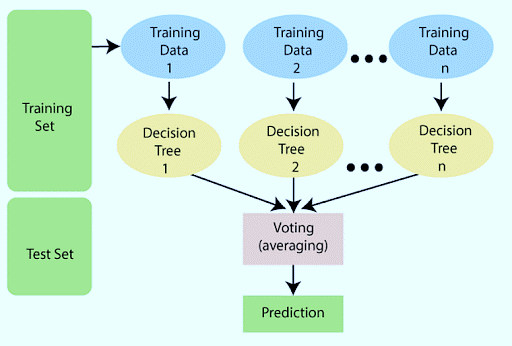 Training
Set
Training
Data
1
Training
Data
2
Training
Data
n
Decision
Tree
1
Decision
Tree
2
Decision
Tree
n
Test Set
Voting
(averaging)
Prediction